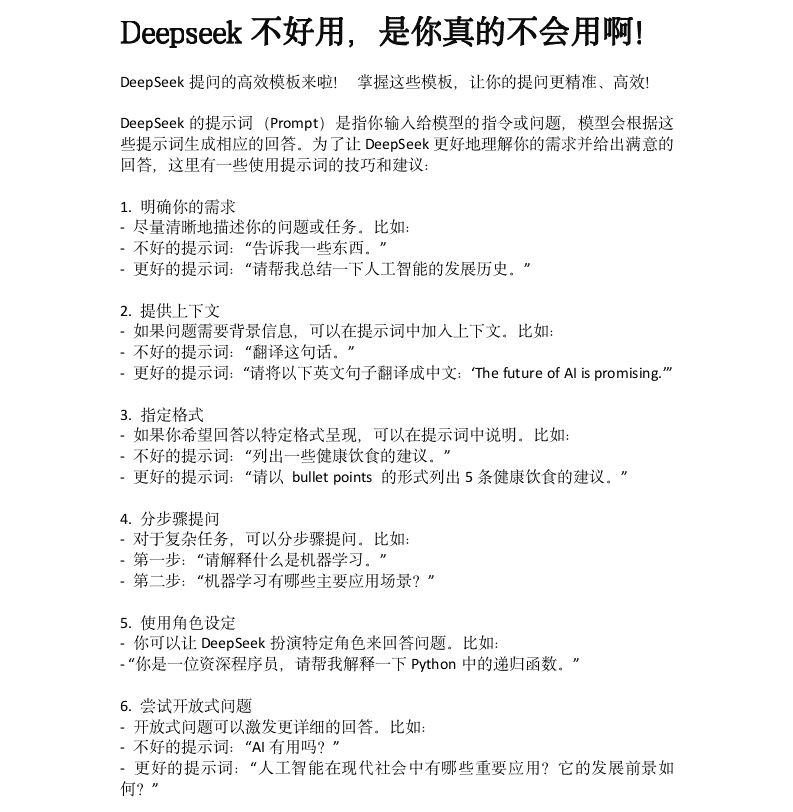 Deepseek 不好用，是你真的不会用啊！
DeepSeek 提问的高效模板来啦！ 掌握这些模板，让你的提问更精准、高效！
DeepSeek 的提示词（Prompt）是指你输入给模型的指令或问题，模型会根据这
些提示词生成相应的回答。为了让 DeepSeek 更好地理解你的需求并给出满意的
回答，这里有一些使用提示词的技巧和建议：
1. 明确你的需求
- 尽量清晰地描述你的问题或任务。比如：
- 不好的提示词：“告诉我一些东西。”
- 更好的提示词：“请帮我总结一下人工智能的发展历史。”
2. 提供上下文
- 如果问题需要背景信息，可以在提示词中加入上下文。比如：
- 不好的提示词：“翻译这句话。”
- 更好的提示词：“请将以下英文句子翻译成中文：‘The future of AI is promising.’”
3. 指定格式
- 如果你希望回答以特定格式呈现，可以在提示词中说明。比如：
- 不好的提示词：“列出一些健康饮食的建议。”
- 更好的提示词：“请以 bullet points 的形式列出 5 条健康饮食的建议。”
4. 分步骤提问
- 对于复杂任务，可以分步骤提问。比如：
- 第一步：“请解释什么是机器学习。”
- 第二步：“机器学习有哪些主要应用场景？”
5. 使用角色设定
- 你可以让 DeepSeek 扮演特定角色来回答问题。比如：
- “你是一位资深程序员，请帮我解释一下 Python 中的递归函数。”
6. 尝试开放式问题
- 开放式问题可以激发更详细的回答。比如：
- 不好的提示词：“AI 有用吗？”
- 更好的提示词：“人工智能在现代社会中有哪些重要应用？它的发展前景如
何？”